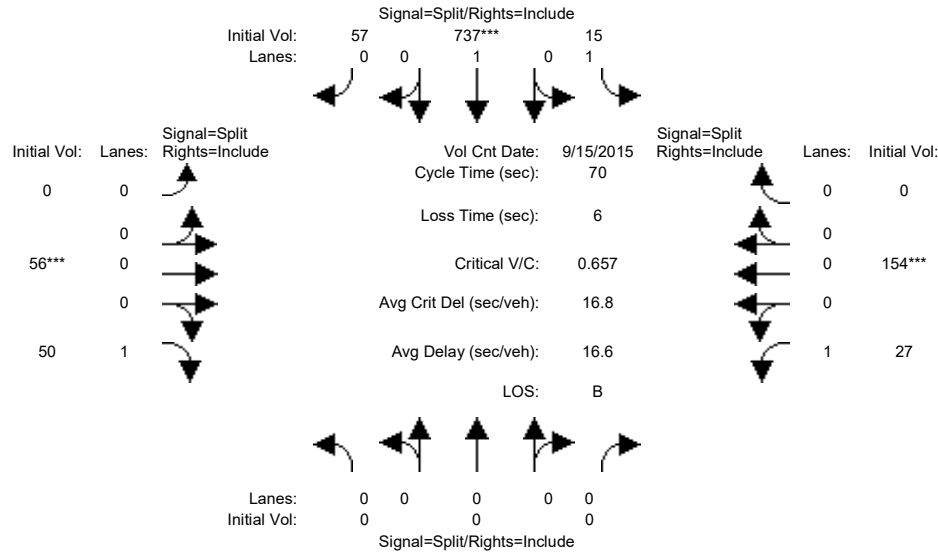 Signal=Split/Rights=Include
Initial Vol: 57 737*** 15
Lanes: 0 0 1 0 1
Signal=Split
Initial Vol: Lanes: Rights=Include
Vol Cnt Date: 9/15/2015
Signal=Split
Rights=Include Lanes: Initial Vol:
Cycle Time (sec): 70
0 0
0 0
Loss Time (sec): 6
0
0
56*** 0
Critical V/C: 0.657
0 154***
0
Avg Crit Del (sec/veh): 16.8
0
50 1
Avg Delay (sec/veh): 16.6
1 27
LOS: B
Lanes: 0 0 0 0 0
Initial Vol: 0 0 0
Signal=Split/Rights=Include